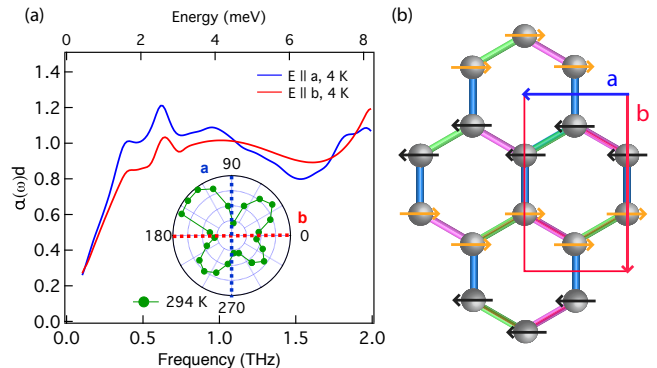 (a)
Energy (meV)
0 2 4 6 8
1.4
1.2
1.0
0.8
0.6
0.4
0.2
0.0
α(ω)d
E || a, 4 K
E || b, 4 K
a
90
b
180
0
270
294 K
0.0 0.5 1.0 1.5 2.0
Frequency (THz)
(b)
a
b